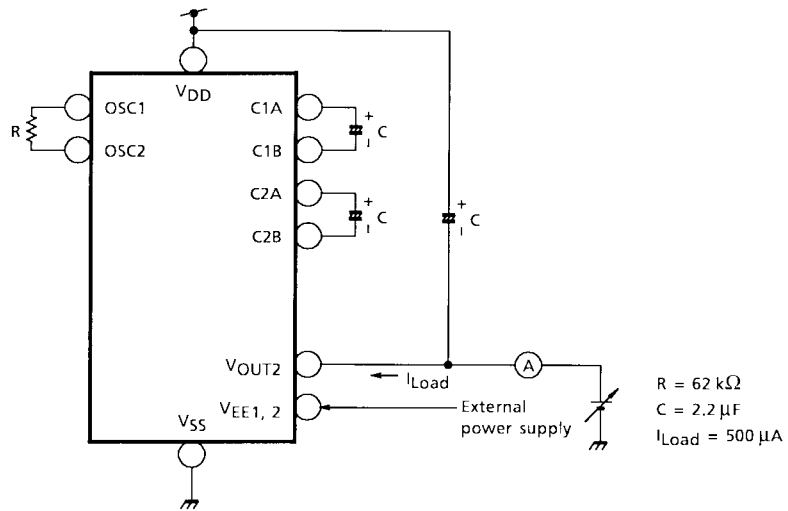 VDD
OSC1
OSC2
R
C1A
C1B
+
−
C
C2A
C2B
+
−
C
+
−
C
VOUT2
ILoad
A
VEE1, 2
External
power supply
VSS
R = 62 kΩ
C = 2.2 μF
ILoad = 500 μA